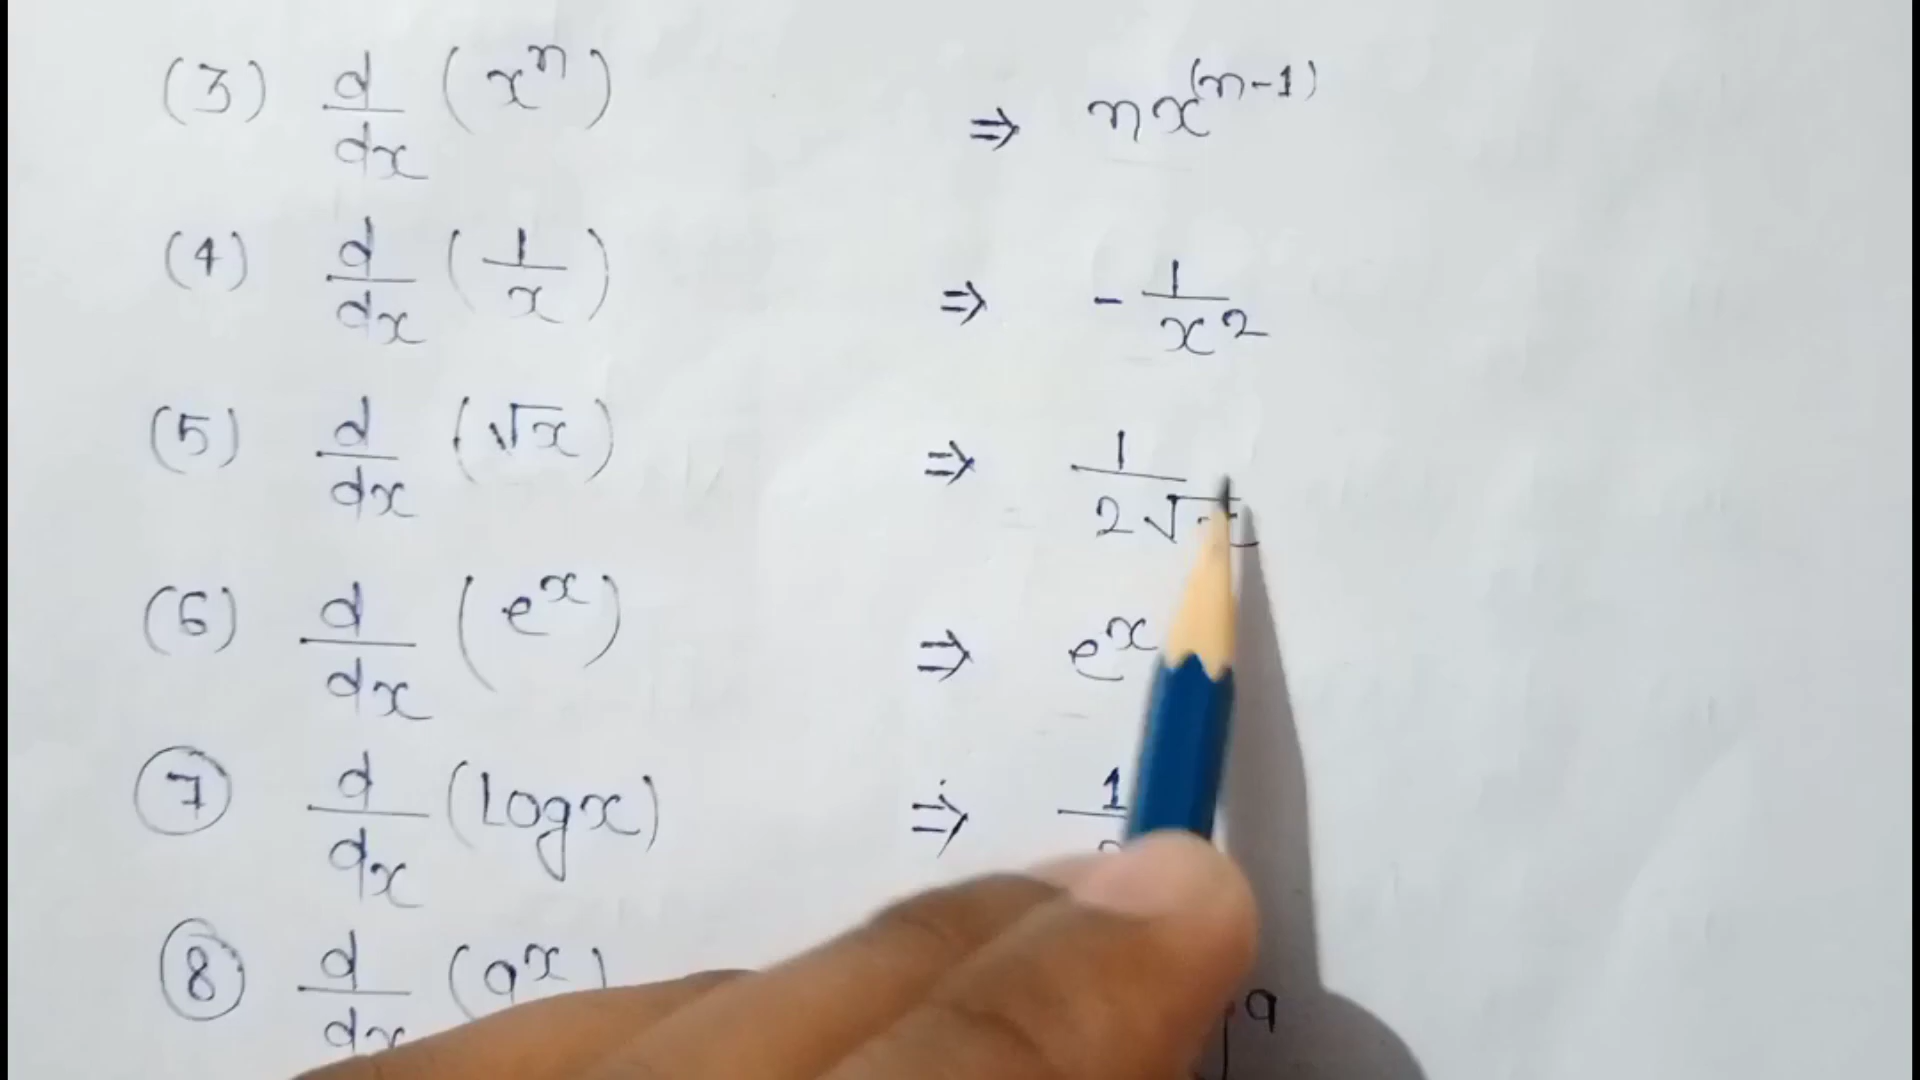 (3) d/dx (x^n) ⇒ nx^(n-1)
(4) d/dx (1/x) ⇒ - 1/x^2
(5) d/dx (√x) ⇒ 1/2√x
(6) d/dx (e^x) ⇒ e^x
(7) d/dx (Logx) ⇒ 1/
(8) d/dx (a^x) a